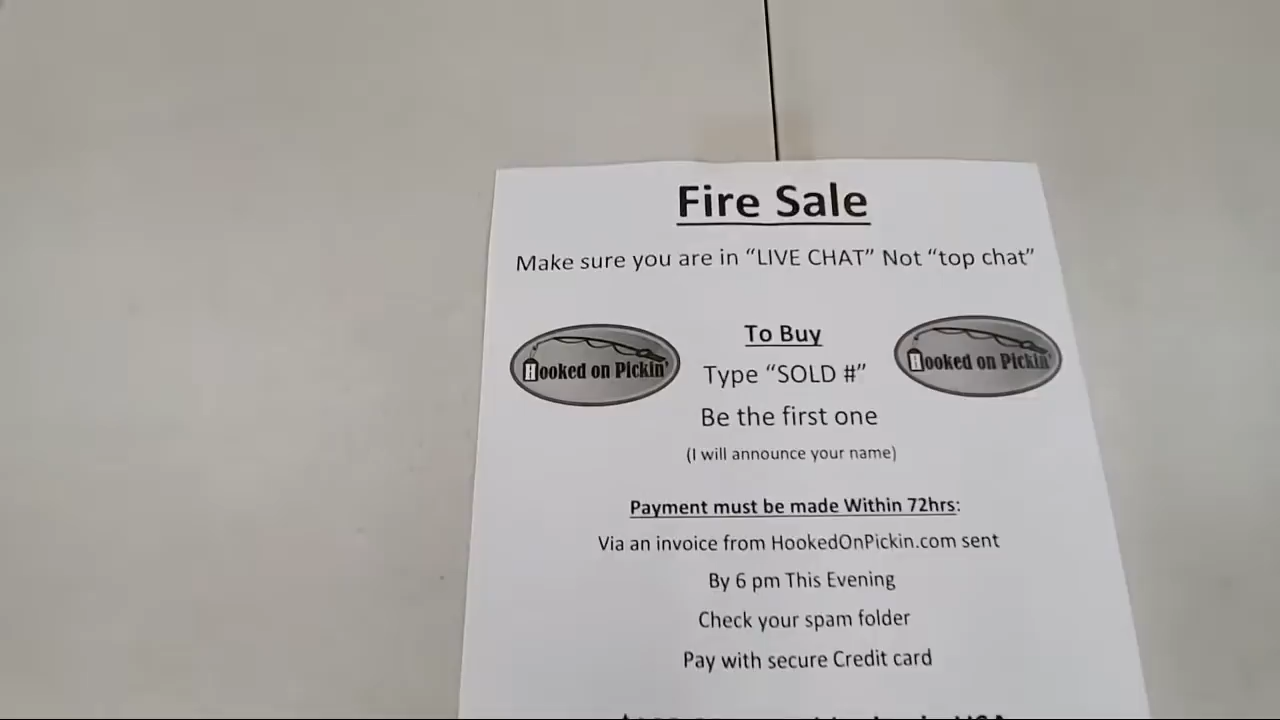 Fire Sale
Make sure you are in “LIVE CHAT” Not “top chat”
To Buy
Hooked on Pickin'
Type “SOLD #”
Hooked on Pickin'
Be the first one
(I will announce your name)
Payment must be made Within 72hrs:
Via an invoice from HookedOnPickin.com sent
By 6 pm This Evening
Check your spam folder
Pay with secure Credit card